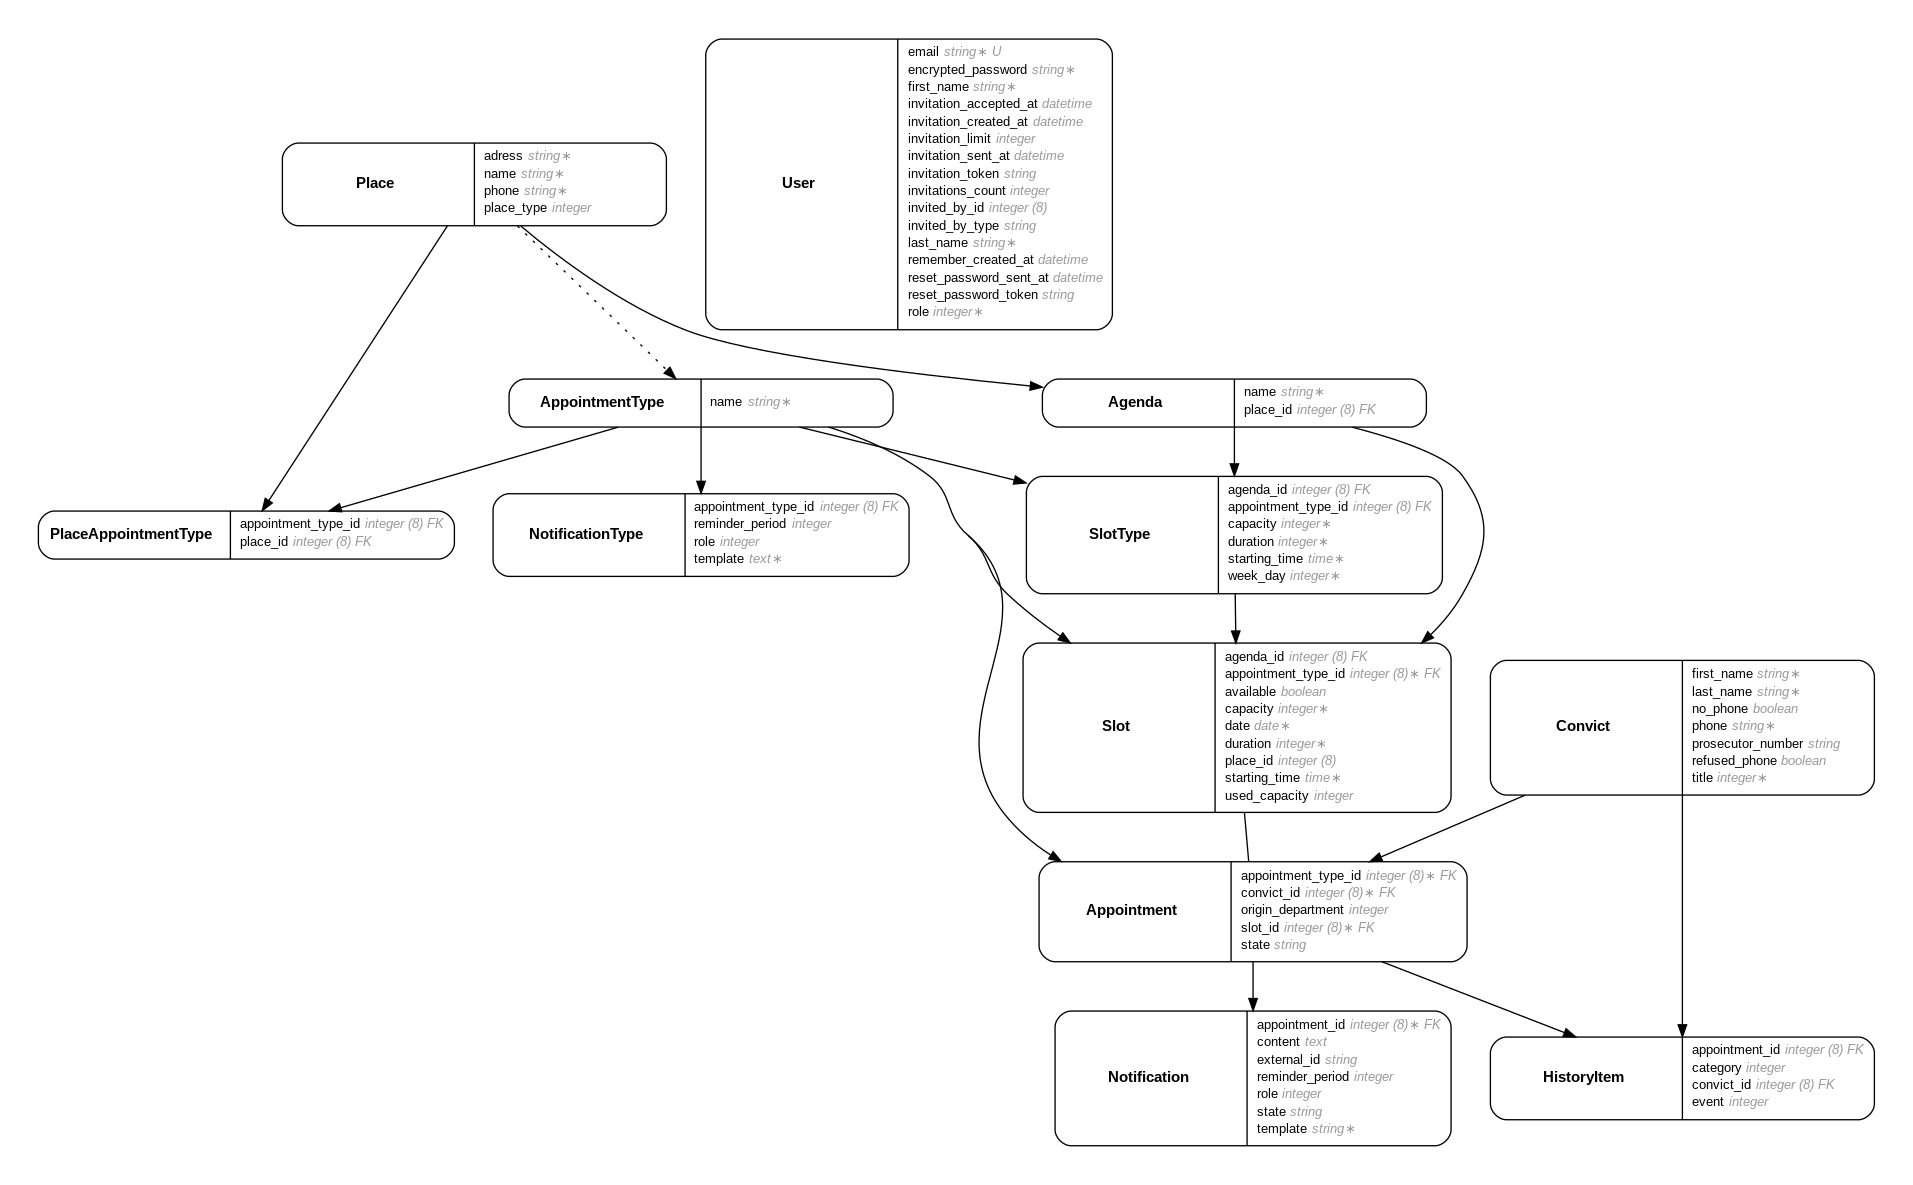 User
email string∗ U
encrypted_password string∗
first_name string∗
invitation_accepted_at datetime
invitation_created_at datetime
invitation_limit integer
invitation_sent_at datetime
invitation_token string
invitations_count integer
invited_by_id integer (8)
invited_by_type string
last_name string∗
remember_created_at datetime
reset_password_sent_at datetime
reset_password_token string
role integer∗
Place
adress string∗
name string∗
phone string∗
place_type integer
AppointmentType
name string∗
Agenda
name string∗
place_id integer (8) FK
PlaceAppointmentType
appointment_type_id integer (8) FK
place_id integer (8) FK
NotificationType
appointment_type_id integer (8) FK
reminder_period integer
role integer
template text∗
SlotType
agenda_id integer (8) FK
appointment_type_id integer (8) FK
capacity integer∗
duration integer∗
starting_time time∗
week_day integer∗
Slot
agenda_id integer (8) FK
appointment_type_id integer (8)∗ FK
available boolean
capacity integer∗
date date∗
duration integer∗
place_id integer (8)
starting_time time∗
used_capacity integer
Convict
first_name string∗
last_name string∗
no_phone boolean
phone string∗
prosecutor_number string
refused_phone boolean
title integer∗
Appointment
appointment_type_id integer (8)∗ FK
convict_id integer (8)∗ FK
origin_department integer
slot_id integer (8)∗ FK
state string
Notification
appointment_id integer (8)∗ FK
content text
external_id string
reminder_period integer
role integer
state string
template string∗
HistoryItem
appointment_id integer (8) FK
category integer
convict_id integer (8) FK
event integer